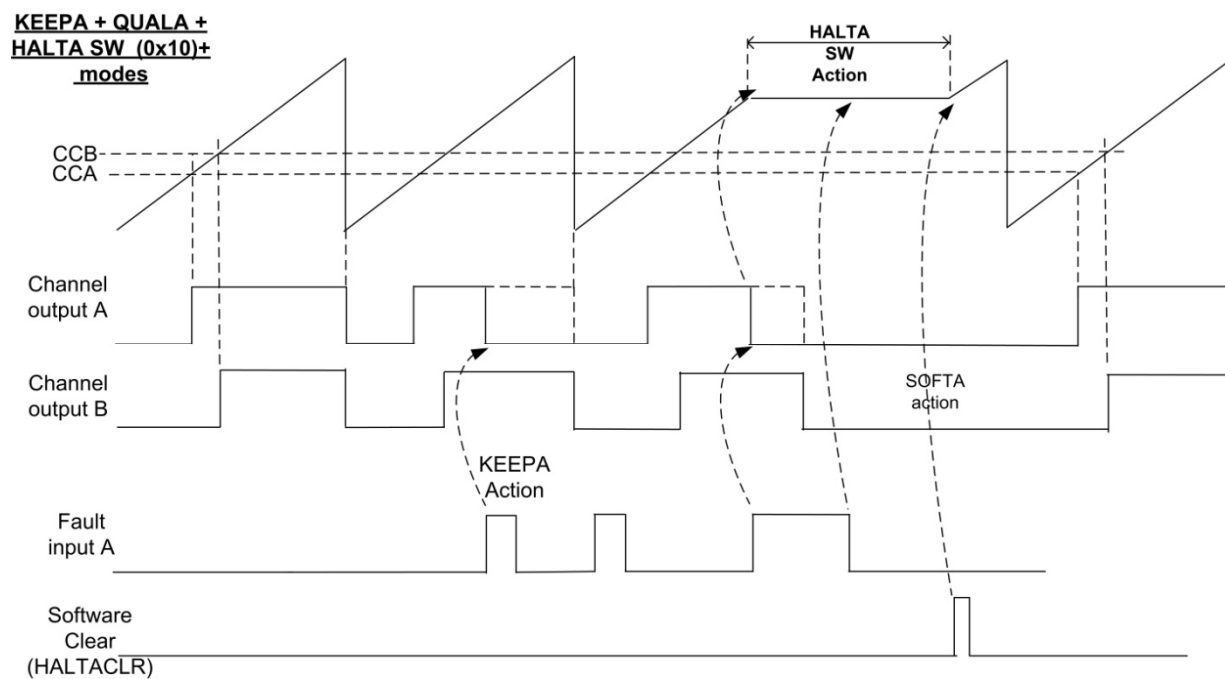 KEEPA + QUALA +
HALTA SW (0x10)+
modes
HALTA
SW
Action
CCB
CCA
Channel
output A
Channel
output B
SOFTA
action
KEEPA
Action
Fault
input A
Software
Clear
(HALTACLR)